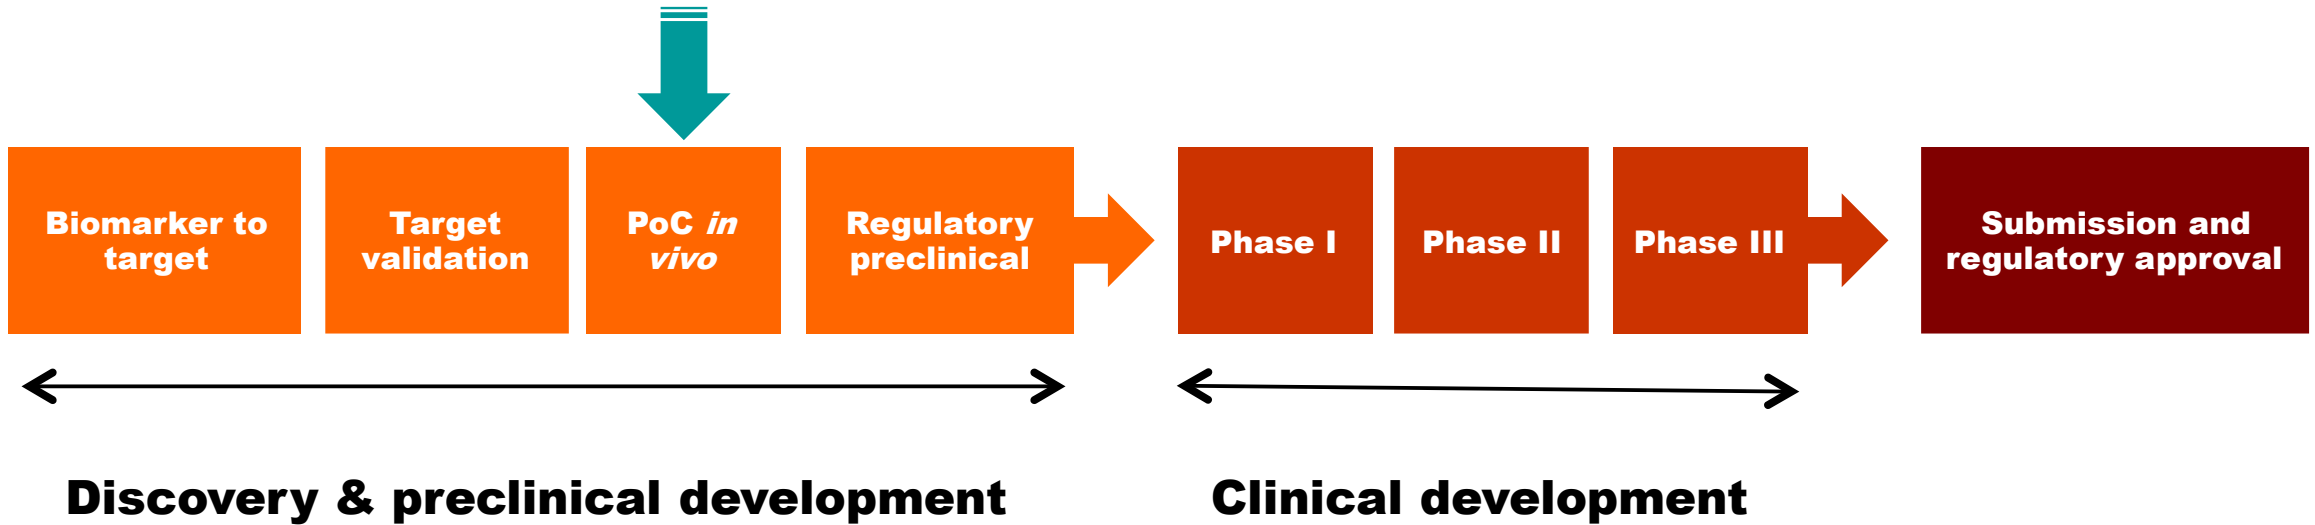 Biomarker to
target
Target
validation
PoC in
vivo
Regulatory
preclinical
Phase I
Phase II
Phase III
Submission and
regulatory approval
Discovery & preclinical development
Clinical development